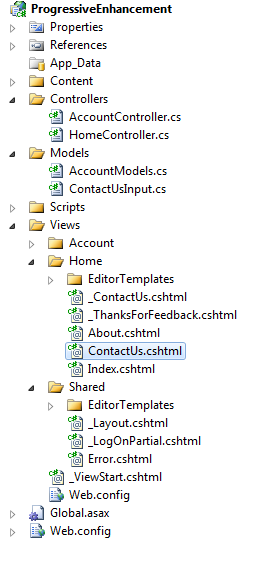 ProgressiveEnhancement
Properties
References
App_Data
Content
Controllers
AccountController.cs
HomeController.cs
Models
AccountModels.cs
ContactUsInput.cs
Scripts
Views
Account
Home
EditorTemplates
_ContactUs.cshtml
_ThanksForFeedback.cshtml
About.cshtml
ContactUs.cshtml
Index.cshtml
Shared
EditorTemplates
_Layout.cshtml
_LogOnPartial.cshtml
Error.cshtml
_ViewStart.cshtml
Web.config
Global.asax
Web.config